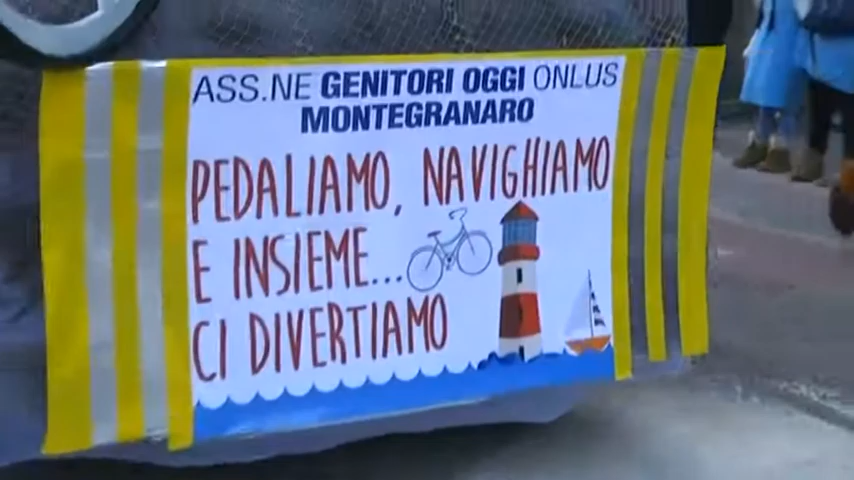 ASS.NE GENITORI OGGI ONLUS
MONTEGRANARO
PEDALIAMO, NAVIGHIAMO
E INSIEME...
CI DIVERTIAMO